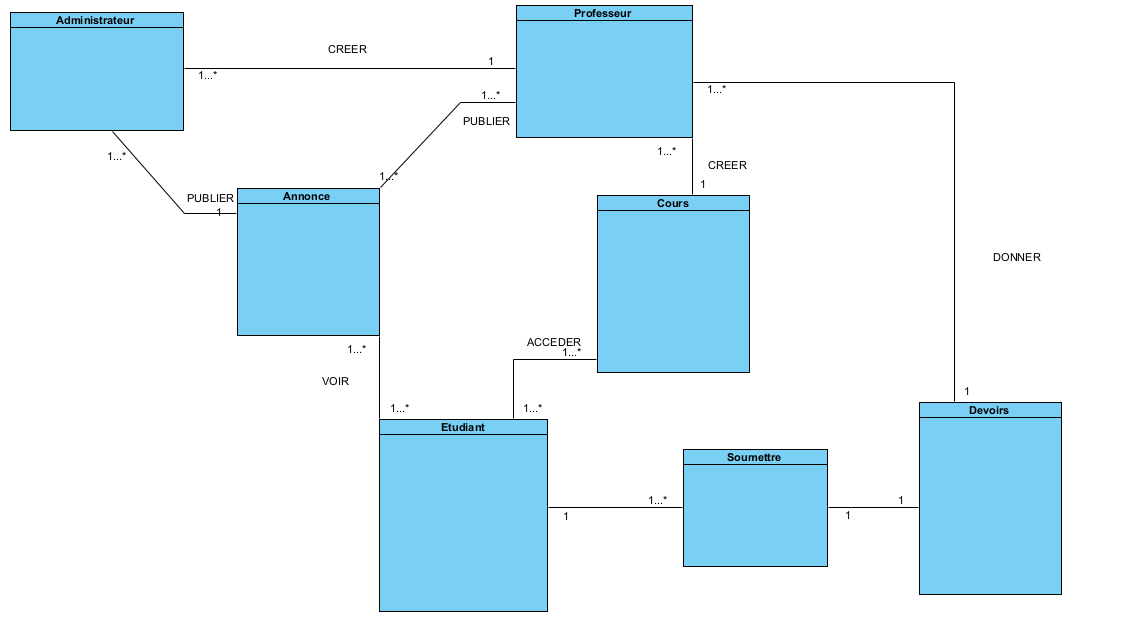 Administrateur
Professeur
CREER
1
1...*
1...*
1...*
PUBLIER
1...*
1...*
CREER
1...*
1
PUBLIER
1
Annonce
Cours
DONNER
ACCEDER
1...*
1...*
VOIR
1
1...*
1...*
Devoirs
Etudiant
Soumettre
1...*
1
1
1